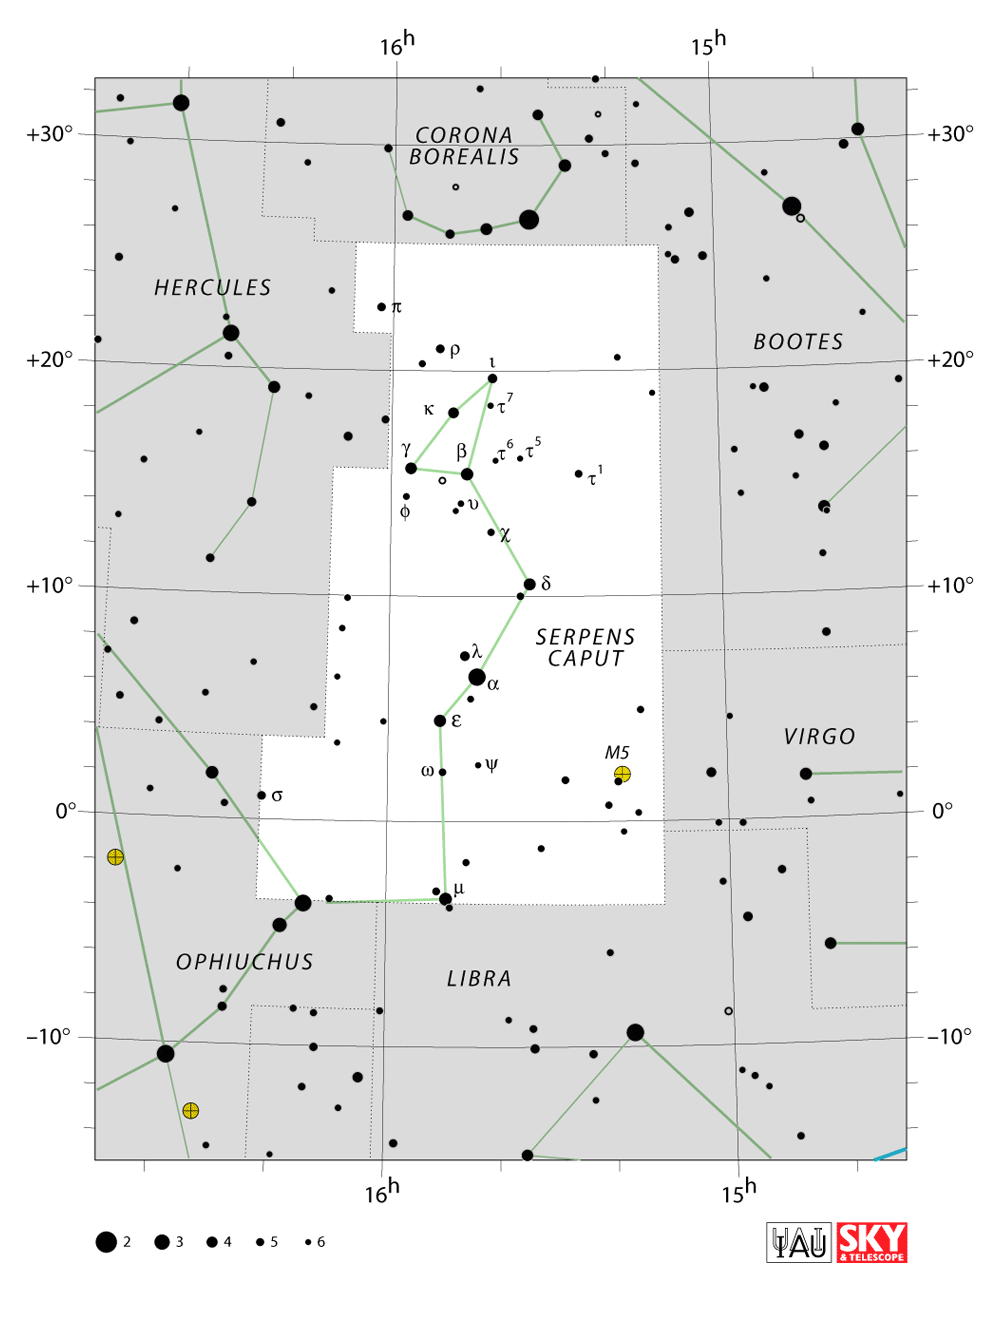 16h 15h
+30° +30°
CORONA
BOREALIS
HERCULES
π
BOOTES
ρ
+20° ι +20°
κ τ7
γ β τ6 τ5
τ1
ϕ υ
χ
+10° δ +10°
SERPENS
CAPUT
λ
α
ε
VIRGO
M5
ω ψ
σ
0° 0°
μ
OPHIUCHUS
LIBRA
–10° –10°
16h 15h
2 3 4 5 6
IAU SKY
& TELESCOPE